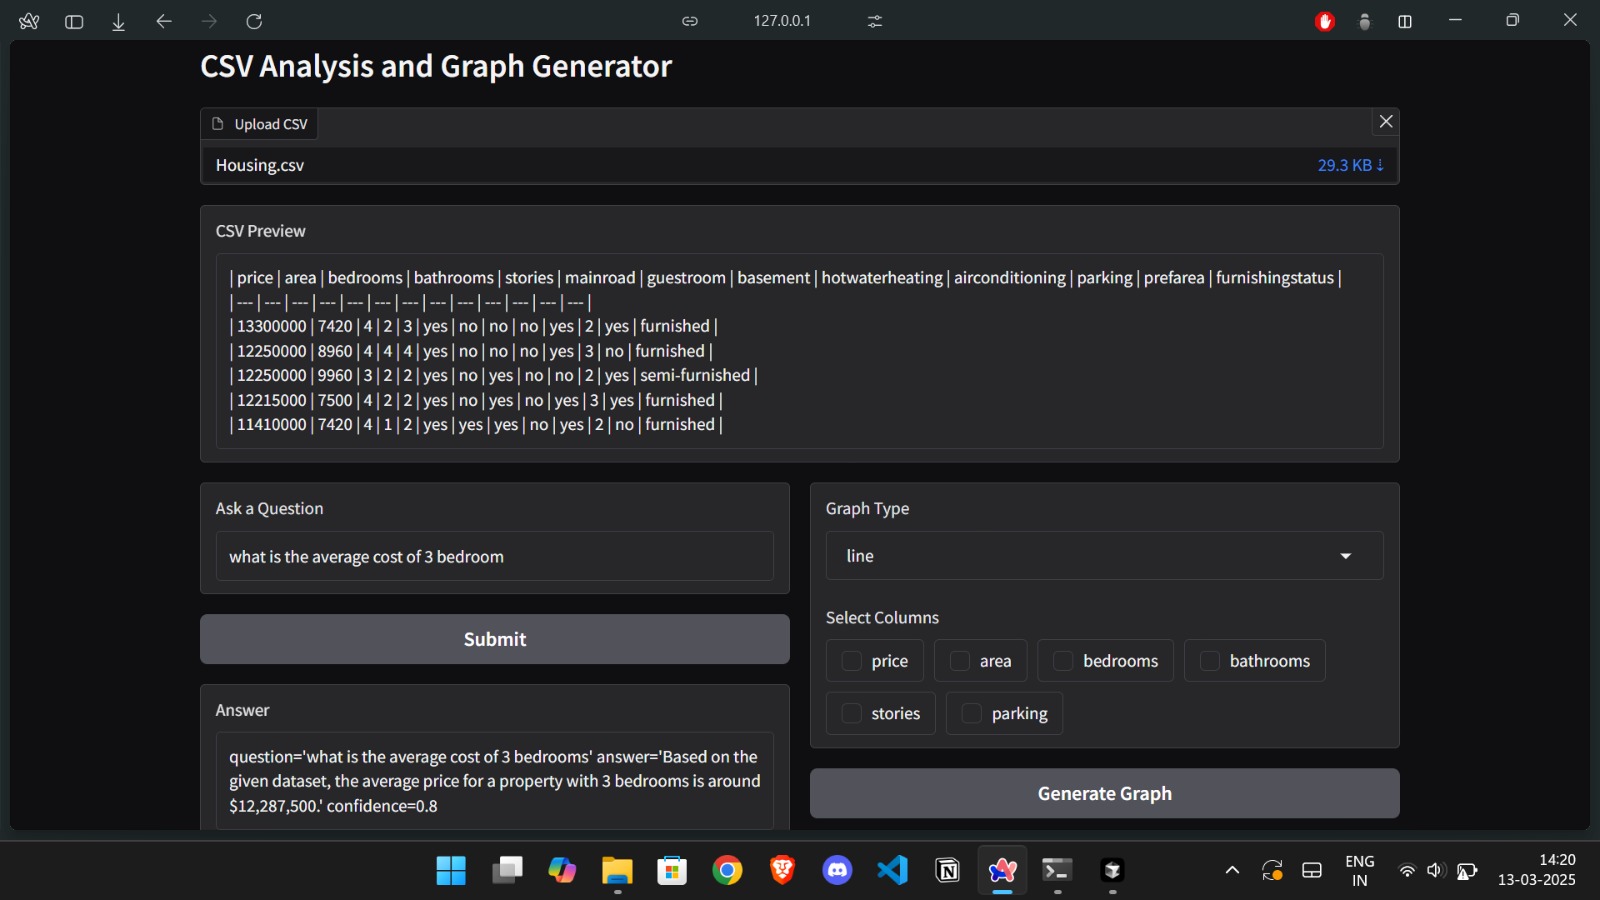 127.0.0.1
CSV Analysis and Graph Generator
Upload CSV
Housing.csv
29.3 KB ↓
CSV Preview
| price | area | bedrooms | bathrooms | stories | mainroad | guestroom | basement | hotwaterheating | airconditioning | parking | prefarea | furnishingstatus |
| --- | --- | --- | --- | --- | --- | --- | --- | --- | --- | --- | --- | --- |
| 13300000 | 7420 | 4 | 2 | 3 | yes | no | no | no | yes | 2 | yes | furnished |
| 12250000 | 8960 | 4 | 4 | 4 | yes | no | no | no | yes | 3 | no | furnished |
| 12250000 | 9960 | 3 | 2 | 2 | yes | no | yes | no | no | 2 | yes | semi-furnished |
| 12215000 | 7500 | 4 | 2 | 2 | yes | no | yes | no | yes | 3 | yes | furnished |
| 11410000 | 7420 | 4 | 1 | 2 | yes | yes | yes | no | yes | 2 | no | furnished |
Ask a Question
what is the average cost of 3 bedroom
Submit
Answer
question='what is the average cost of 3 bedrooms' answer='Based on the
given dataset, the average price for a property with 3 bedrooms is around
$12,287,500.' confidence=0.8
Graph Type
line
Select Columns
price
area
bedrooms
bathrooms
stories
parking
Generate Graph
ENG
IN
14:20
13-03-2025